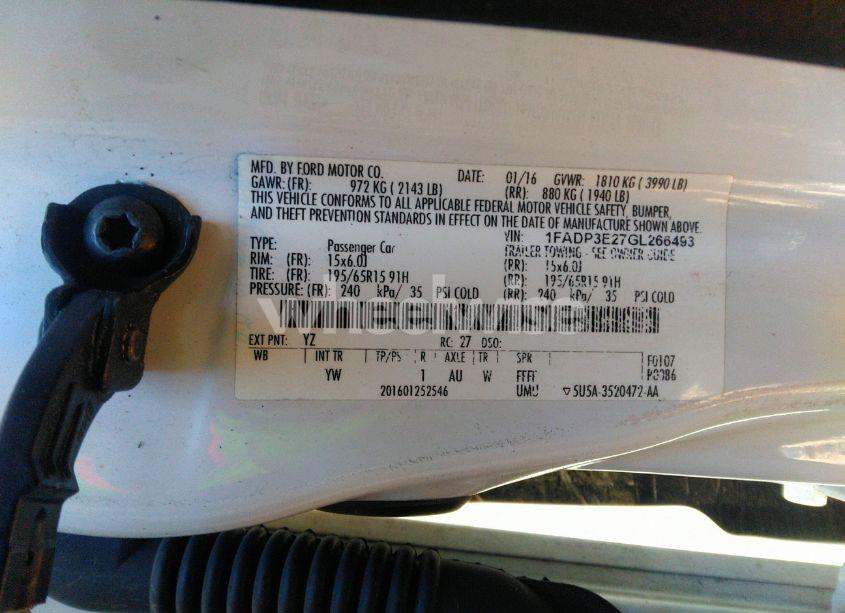 MFD. BY FORD MOTOR CO. DATE: 01/16 GVWR: 1810 KG ( 3990 LB)
GAWR: (FR): 972 KG ( 2143 LB) (RR): 880 KG ( 1940 LB)
THIS VEHICLE CONFORMS TO ALL APPLICABLE FEDERAL MOTOR VEHICLE SAFETY, BUMPER,
AND THEFT PREVENTION STANDARDS IN EFFECT ON THE DATE OF MANUFACTURE SHOWN ABOVE.
VIN: 1FADP3E27GL266493
TYPE: Passenger Car TRAILER TOWING - SEE OWNER GUIDE
RIM: (FR): 15x6.0J (RR): 15x6.0J
TIRE: (FR): 195/65R15 91H (RR): 195/65R15 91H
PRESSURE: (FR): 240 kPa/ 35 PSI COLD (RR): 240 kPa/ 35 PSI COLD
wheelwise
EXT PNT: YZ RC: 27 DSO:
WB INT TR TP/PS R AXLE TR SPR F0107
YW 1 AU W
201601252546 UMU ▽5U5A-3520472-AA